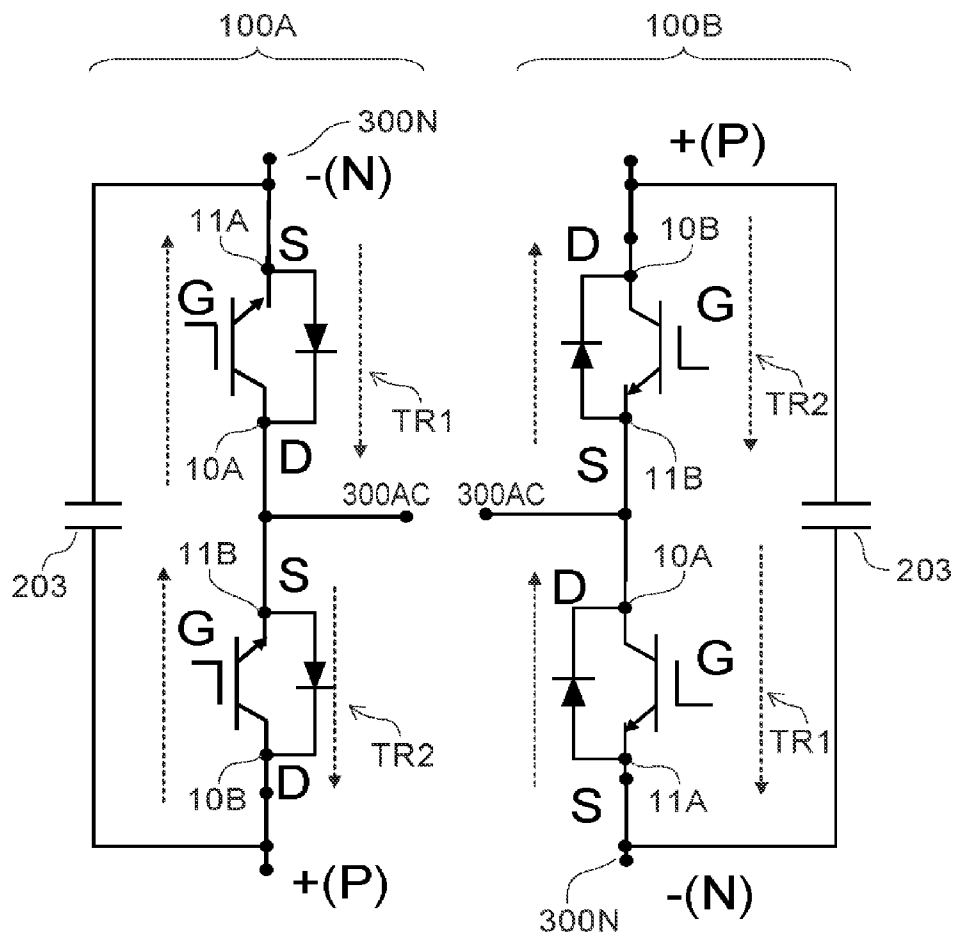 100A
100B
300N
-(N)
+(P)
11A
S
G
TR1
10A
D
300AC
300AC
D
10B
G
TR2
S
11B
203
11B
S
G
TR2
10B
D
+(P)
D
10A
G
TR1
S
11A
203
300N
-(N)